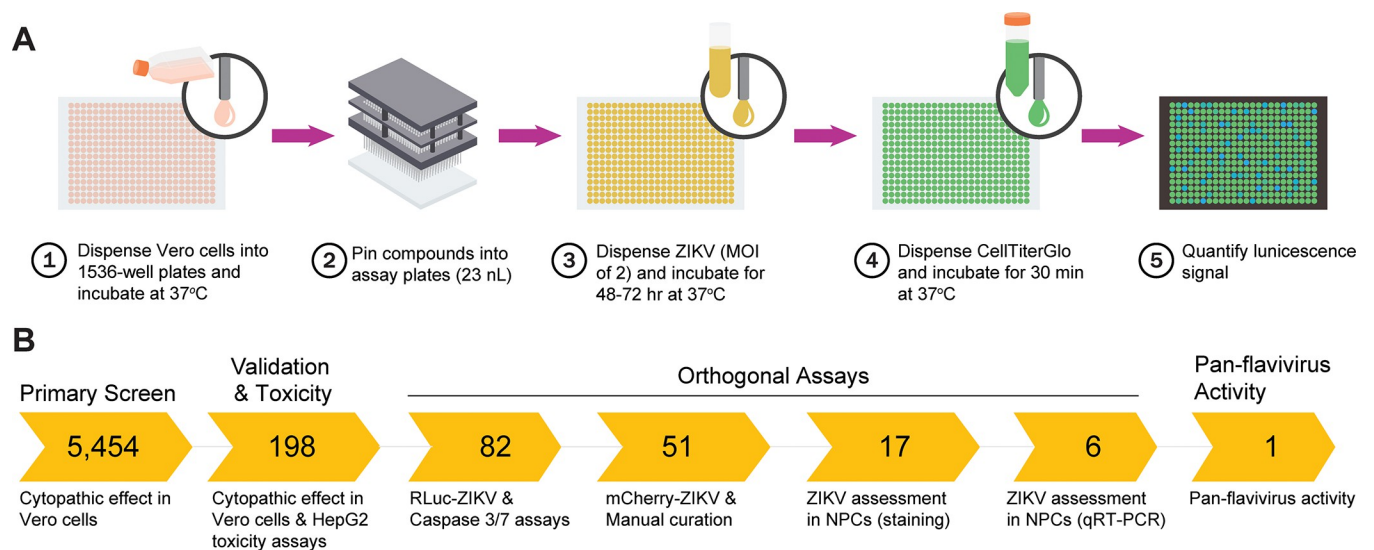 A
1
Dispense Vero cells into
1536-well plates and
incubate at 37ºC
2
Pin compounds into
assay plates (23 nL)
3
Dispense ZIKV (MOI
of 2) and incubate for
48-72 hr at 37ºC
4
Dispense CellTiterGlo
and incubate for 30 min
at 37ºC
5
Quantify lunicescence
signal
B
Primary Screen
Validation
& Toxicity
Orthogonal Assays
Pan-flavivirus
Activity
5,454
198
82
51
17
6
1
Cytopathic effect in
Vero cells
Cytopathic effect in
Vero cells & HepG2
toxicity assays
RLuc-ZIKV &
Caspase 3/7 assays
mCherry-ZIKV &
Manual curation
ZIKV assessment
in NPCs (staining)
ZIKV assessment
in NPCs (qRT-PCR)
Pan-flavivirus activity